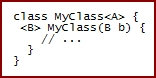 class MyClass<A> {
<B> MyClass(B b) {
// ...
}
}